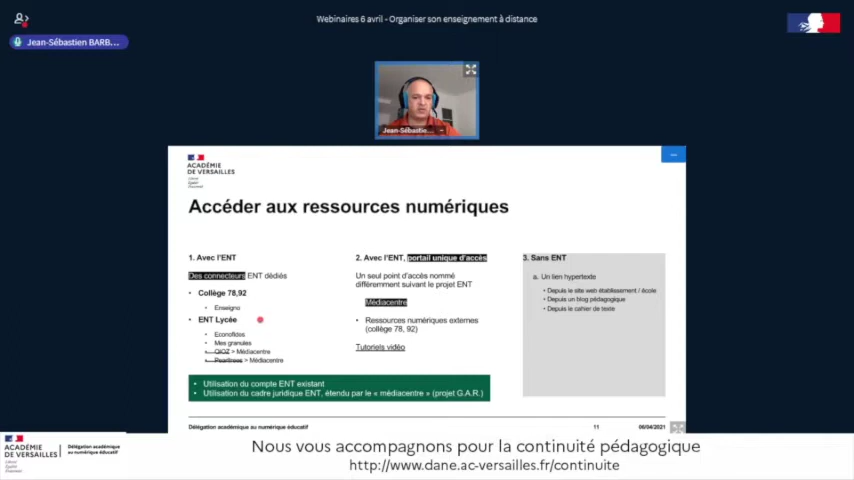 Webinaires 6 avril - Organiser son enseignement à distance
Jean-Sébastien BARB...
Jean-Sébastie...
ACADÉMIE
DE VERSAILLES
Accéder aux ressources numériques
1. Avec l'ENT
Des connecteurs ENT dédiés
• Collège 78,92
• Enseigno
• ENT Lycée
• Econofides
• Mes granules
• QIOZ > Médiacentre
• Pearltrees > Médiacentre
2. Avec l'ENT, portail unique d'accès
Un seul point d'accès nommé
différemment suivant le projet ENT
Médiacentre
• Ressources numériques externes
(collège 78, 92)
Tutoriels vidéo
3. Sans ENT
a. Un lien hypertexte
• Depuis le site web établissement / école
• Depuis un blog pédagogique
• Depuis le cahier de texte
• Utilisation du compte ENT existant
• Utilisation du cadre juridique ENT, étendu par le « médiacentre » (projet G.A.R.)
Délégation académique au numérique éducatif
11
06/04/2021
ACADÉMIE
DE VERSAILLES
Délégation académique
au numérique éducatif
Nous vous accompagnons pour la continuité pédagogique
http://www.dane.ac-versailles.fr/continuite